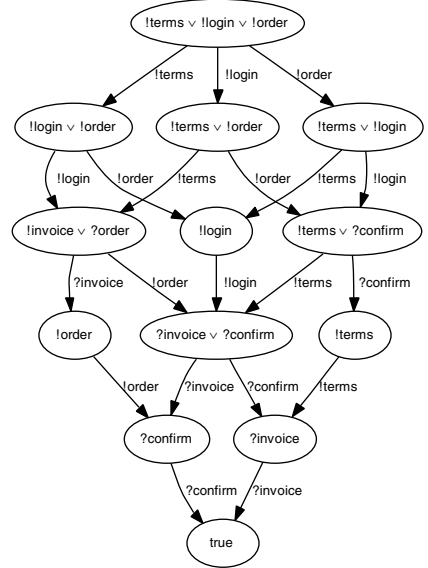 !terms ∨ !login ∨ !order
!terms
!login
!order
!login ∨ !order
!terms ∨ !order
!terms ∨ !login
!login
!order
!terms
!order
!terms
!login
!invoice ∨ ?order
!login
!terms ∨ ?confirm
?invoice
!order
!login
!terms
?confirm
!order
?invoice ∨ ?confirm
!terms
!order
?invoice
?confirm
!terms
?confirm
?invoice
?confirm
?invoice
true